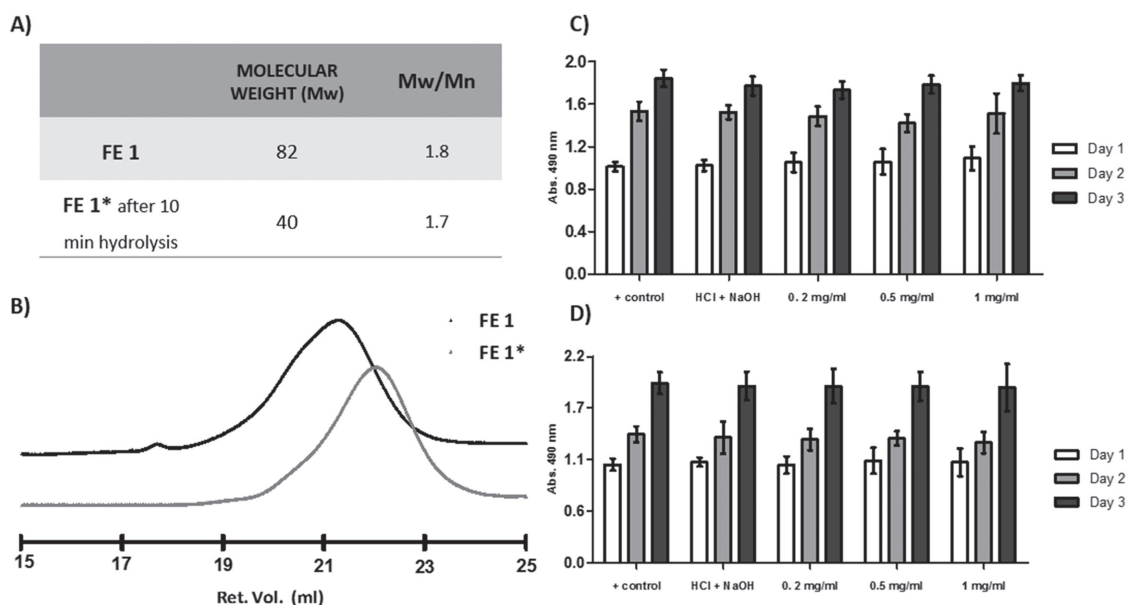 A)
MOLECULAR
WEIGHT (Mw)
Mw/Mn
FE 1
82
1.8
FE 1* after 10
min hydrolysis
40
1.7
B)
FE 1
FE 1*
15
17
19
21
23
25
Ret. Vol. (ml)
C)
Abs. 490 nm
2.0
1.6
1.2
0.8
0.4
0.0
+ control
HCl + NaOH
0. 2 mg/ml
0.5 mg/ml
1 mg/ml
Day 1
Day 2
Day 3
D)
Abs. 490 nm
2.2
1.7
1.1
0.6
0.0
+ control
HCl + NaOH
0. 2 mg/ml
0.5 mg/ml
1 mg/ml
Day 1
Day 2
Day 3